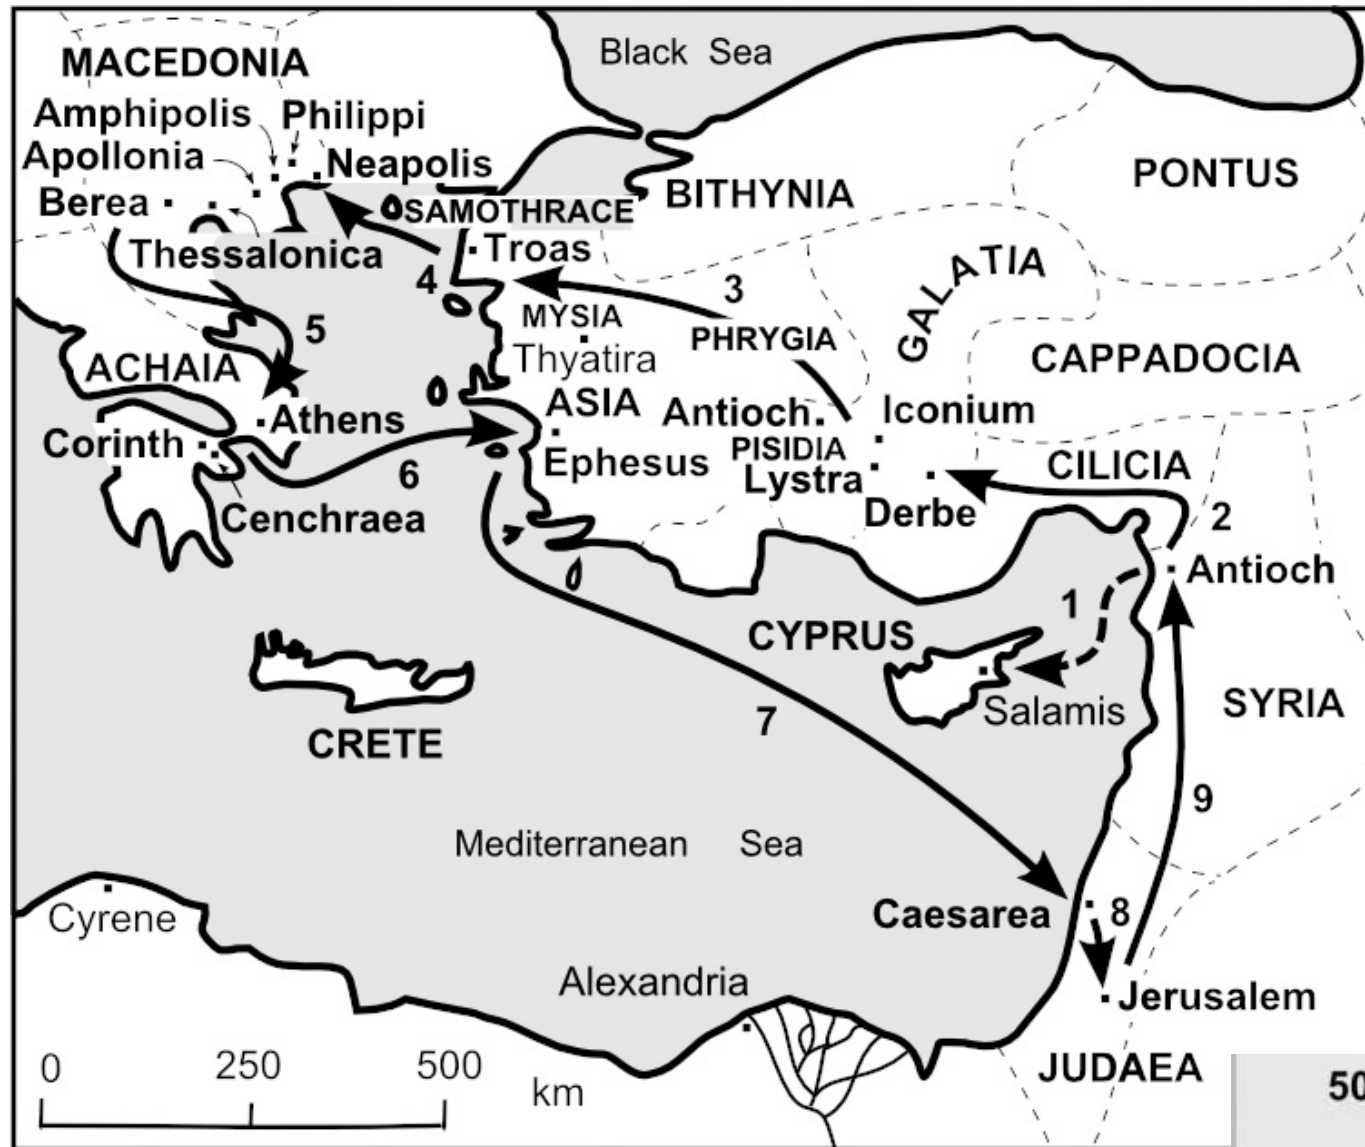 Black Sea
MACEDONIA
Amphipolis
Philippi
Apollonia
Neapolis
Berea
SAMOTHRACE
BITHYNIA
PONTUS
Thessalonica
Troas
4
3
GALATIA
MYSIA
5
PHRYGIA
Thyatira
ACHAIA
CAPPADOCIA
ASIA
Antioch
Iconium
Athens
Corinth
PISIDIA
Ephesus
Lystra
CILICIA
6
Derbe
Cenchraea
2
Antioch
1
CYPRUS
Salamis
SYRIA
CRETE
7
9
Mediterranean Sea
Caesarea
8
Cyrene
Alexandria
Jerusalem
JUDAEA
0 250 500
km
50